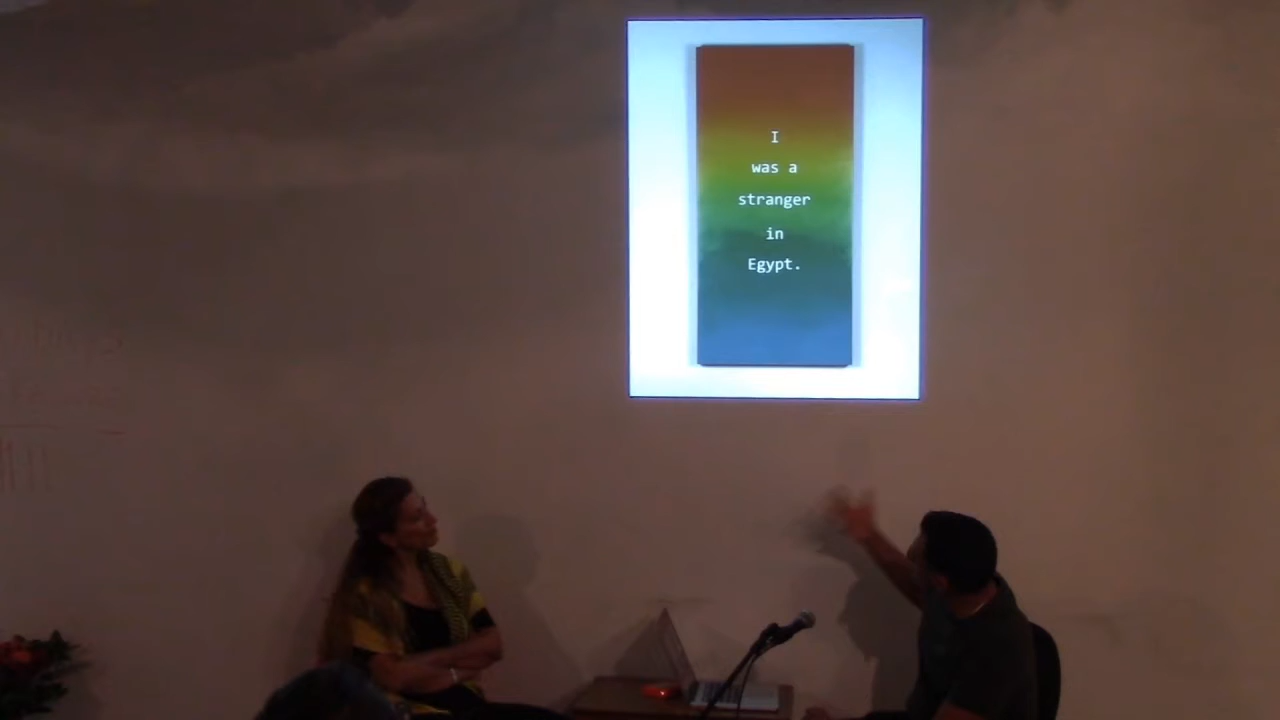 I
was a
stranger
in
Egypt.